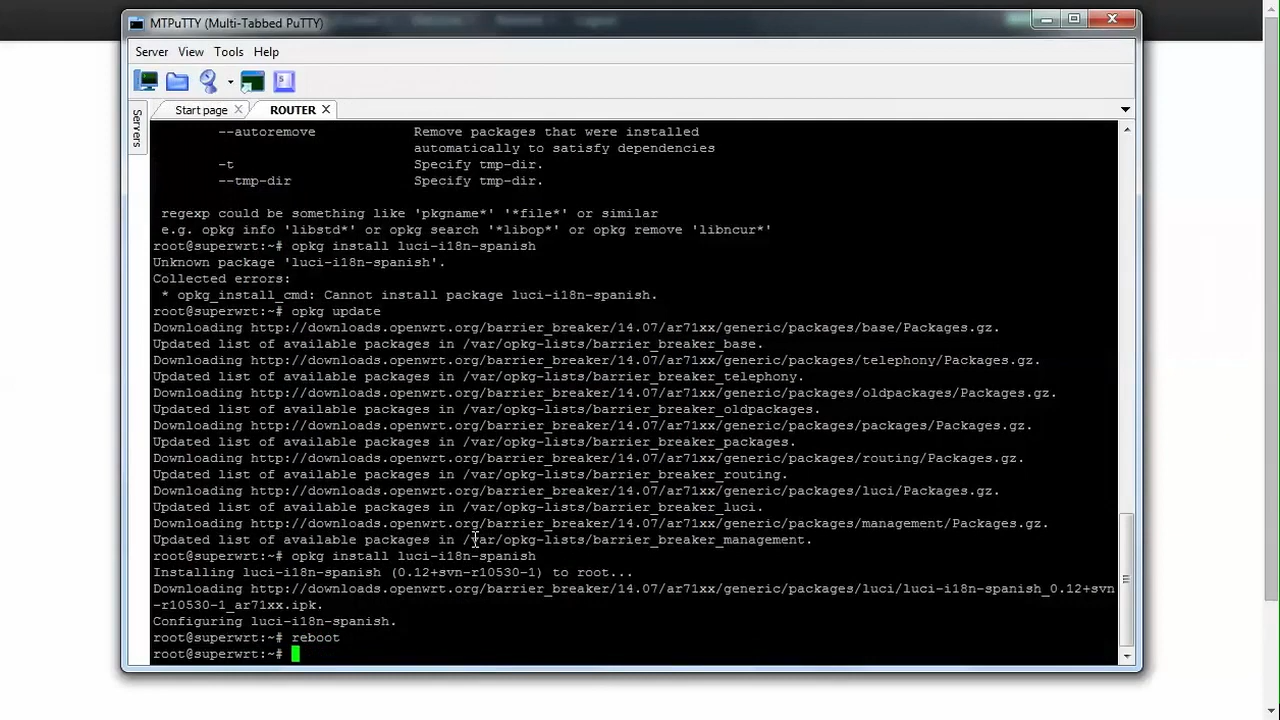 MTPuTTY (Multi-Tabbed PuTTY)
Server View Tools Help
Start page ROUTER
Servers
--autoremove Remove packages that were installed
automatically to satisfy dependencies
-t Specify tmp-dir.
--tmp-dir Specify tmp-dir.
regexp could be something like 'pkgname*' '*file*' or similar
e.g. opkg info 'libstd*' or opkg search '*libop*' or opkg remove 'libncur*'
root@superwrt:~# opkg install luci-i18n-spanish
Unknown package 'luci-i18n-spanish'.
Collected errors:
* opkg_install_cmd: Cannot install package luci-i18n-spanish.
root@superwrt:~# opkg update
Downloading http://downloads.openwrt.org/barrier_breaker/14.07/ar71xx/generic/packages/base/Packages.gz.
Updated list of available packages in /var/opkg-lists/barrier_breaker_base.
Downloading http://downloads.openwrt.org/barrier_breaker/14.07/ar71xx/generic/packages/telephony/Packages.gz.
Updated list of available packages in /var/opkg-lists/barrier_breaker_telephony.
Downloading http://downloads.openwrt.org/barrier_breaker/14.07/ar71xx/generic/packages/oldpackages/Packages.gz.
Updated list of available packages in /var/opkg-lists/barrier_breaker_oldpackages.
Downloading http://downloads.openwrt.org/barrier_breaker/14.07/ar71xx/generic/packages/packages/Packages.gz.
Updated list of available packages in /var/opkg-lists/barrier_breaker_packages.
Downloading http://downloads.openwrt.org/barrier_breaker/14.07/ar71xx/generic/packages/routing/Packages.gz.
Updated list of available packages in /var/opkg-lists/barrier_breaker_routing.
Downloading http://downloads.openwrt.org/barrier_breaker/14.07/ar71xx/generic/packages/luci/Packages.gz.
Updated list of available packages in /var/opkg-lists/barrier_breaker_luci.
Downloading http://downloads.openwrt.org/barrier_breaker/14.07/ar71xx/generic/packages/management/Packages.gz.
Updated list of available packages in /var/opkg-lists/barrier_breaker_management.
root@superwrt:~# opkg install luci-i18n-spanish
Installing luci-i18n-spanish (0.12+svn-r10530-1) to root...
Downloading http://downloads.openwrt.org/barrier_breaker/14.07/ar71xx/generic/packages/luci/luci-i18n-spanish_0.12+svn
-r10530-1_ar71xx.ipk.
Configuring luci-i18n-spanish.
root@superwrt:~# reboot
root@superwrt:~#